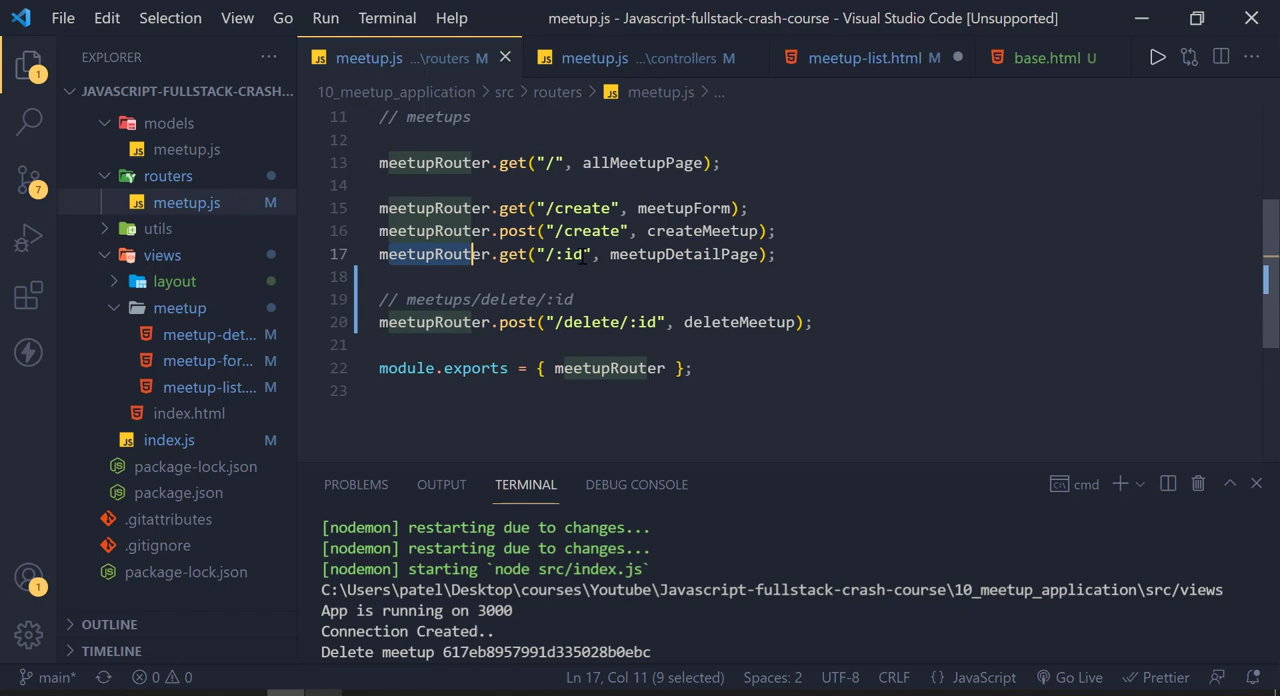 File Edit Selection View Go Run Terminal Help
meetup.js - Javascript-fullstack-crash-course - Visual Studio Code [Unsupported]
EXPLORER
JAVASCRIPT-FULLSTACK-CRASH...
models
JS meetup.js
routers
JS meetup.js M
utils
views
layout
meetup
meetup-det... M
meetup-for... M
meetup-list.... M
index.html
JS index.js M
package-lock.json
package.json
.gitattributes
.gitignore
package-lock.json
OUTLINE
TIMELINE
1
7
1
JS meetup.js ...\routers M
JS meetup.js ...\controllers M
meetup-list.html M
base.html U
10_meetup_application > src > routers > JS meetup.js > ...
11 // meetups
12
13 meetupRouter.get("/", allMeetupPage);
14
15 meetupRouter.get("/create", meetupForm);
16 meetupRouter.post("/create", createMeetup);
17 meetupRouter.get("/:id", meetupDetailPage);
18
19 // meetups/delete/:id
20 meetupRouter.post("/delete/:id", deleteMeetup);
21
22 module.exports = { meetupRouter };
23
PROBLEMS OUTPUT TERMINAL DEBUG CONSOLE
cmd
[nodemon] restarting due to changes...
[nodemon] restarting due to changes...
[nodemon] starting `node src/index.js`
C:\Users\patel\Desktop\courses\Youtube\Javascript-fullstack-crash-course\10_meetup_application\src/views
App is running on 3000
Connection Created..
Delete meetup 617eb8957991d335028b0ebc
main* 0 0 Ln 17, Col 11 (9 selected) Spaces: 2 UTF-8 CRLF {} JavaScript Go Live Prettier